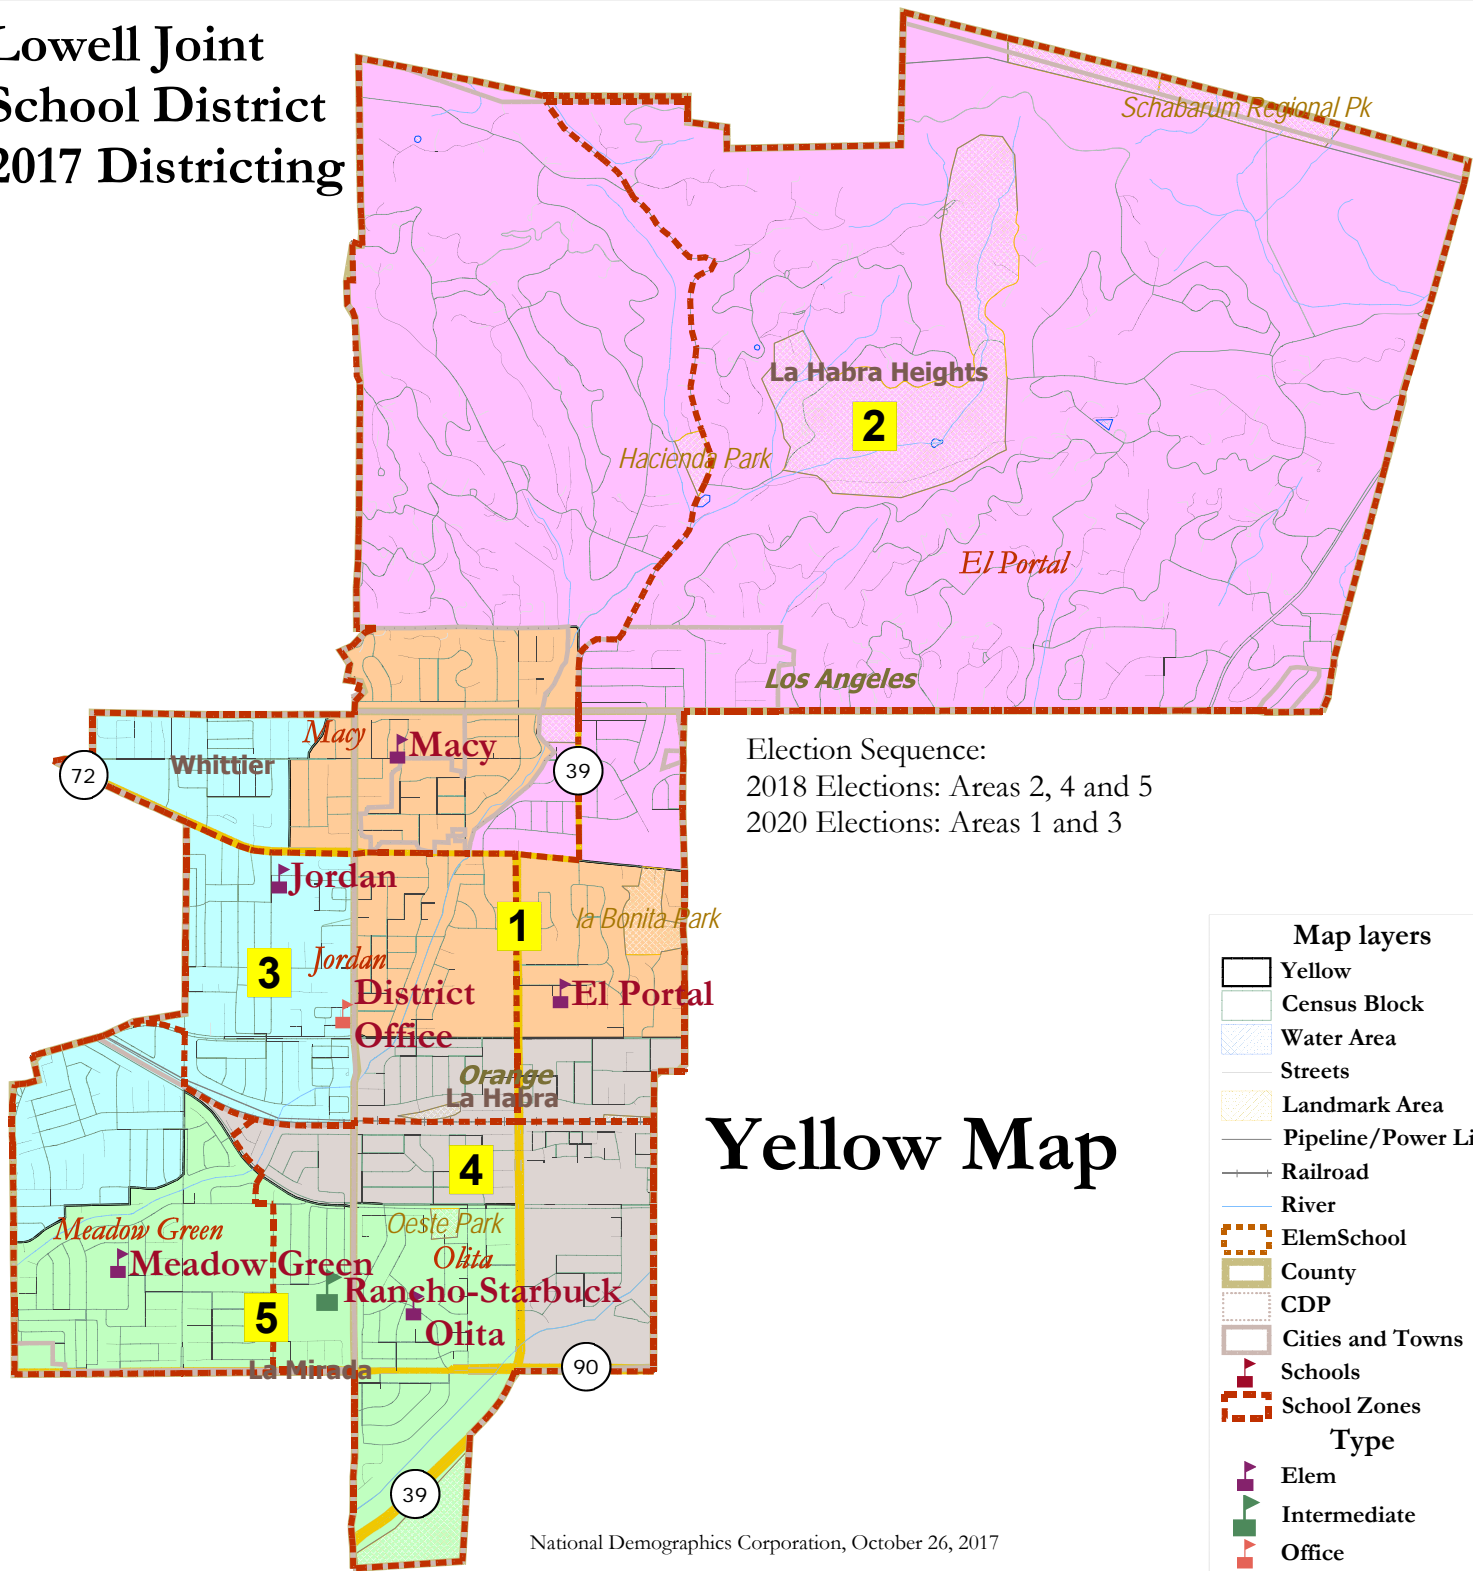 Lowell Joint
School District
2017 Districting
Schabarum Regional Pk
La Habra Heights
2
Hacienda Park
El Portal
Los Angeles
Macy
Macy
Whittier
72
39
Election Sequence:
2018 Elections: Areas 2, 4 and 5
2020 Elections: Areas 1 and 3
Jordan
1
la Bonita Park
3
Jordan
District
Office
El Portal
Orange
La Habra
Yellow Map
4
Oeste Park
Meadow Green
Olita
Meadow Green
Rancho-Starbuck
5
Olita
La Mirada
90
39
National Demographics Corporation, October 26, 2017
Map layers
Yellow
Census Block
Water Area
Streets
Landmark Area
Pipeline/Power Li
Railroad
River
ElemSchool
County
CDP
Cities and Towns
Schools
School Zones
Type
Elem
Intermediate
Office